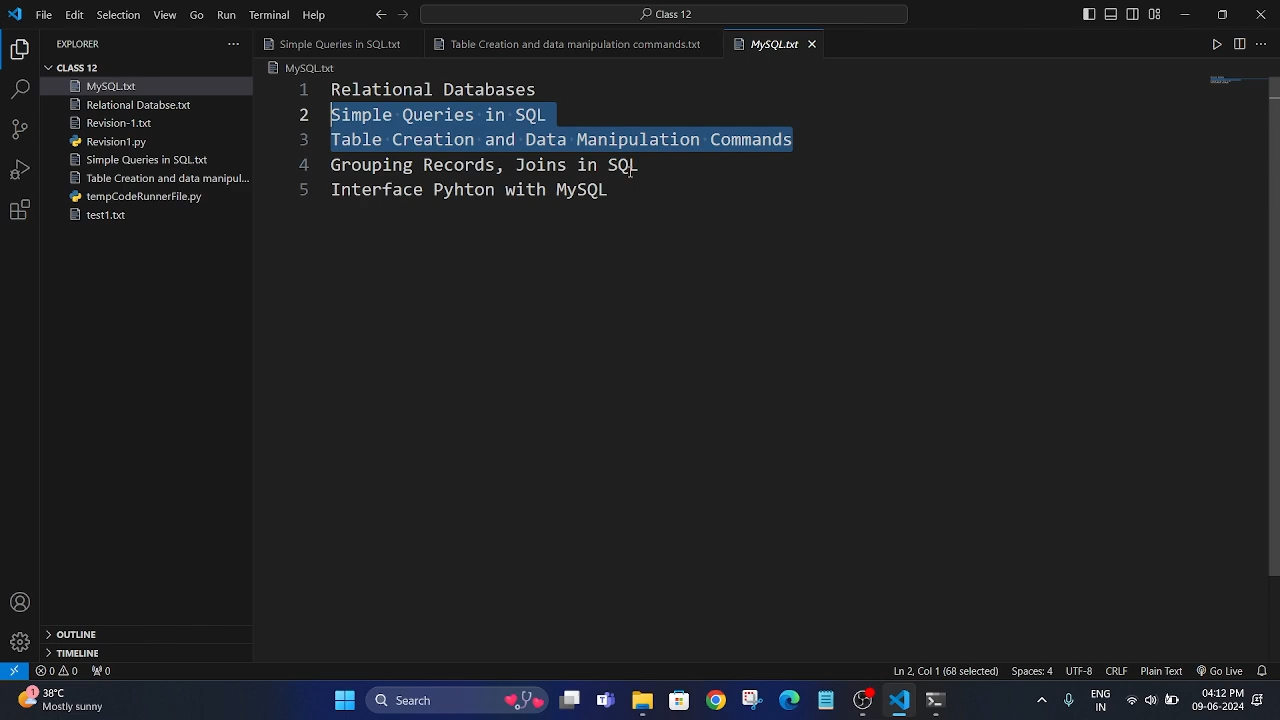 File Edit Selection View Go Run Terminal Help
Class 12
EXPLORER
Simple Queries in SQL.txt
Table Creation and data manipulation commands.txt
MySQL.txt
CLASS 12
MySQL.txt
Relational Databse.txt
Revision-1.txt
Revision1.py
Simple Queries in SQL.txt
Table Creation and data manipul...
tempCodeRunnerFile.py
test1.txt
OUTLINE
TIMELINE
MySQL.txt
1 Relational Databases
2 Simple Queries in SQL
3 Table Creation and Data Manipulation Commands
4 Grouping Records, Joins in SQL
5 Interface Pyhton with MySQL
0 0 0
Ln 2, Col 1 (68 selected) Spaces: 4 UTF-8 CRLF Plain Text Go Live
1
38°C
Mostly sunny
Search
ENG
IN
04:12 PM
09-06-2024